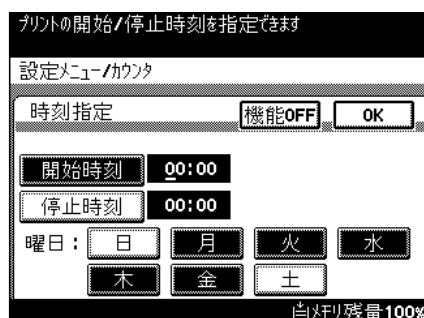 プリントの開始/停止時刻を指定できます
設定メニュー/カウンタ
時刻指定 機能OFF OK
開始時刻 00:00
停止時刻 00:00
曜日： 日 月 火 水
木 金 土
メモリ残量100%